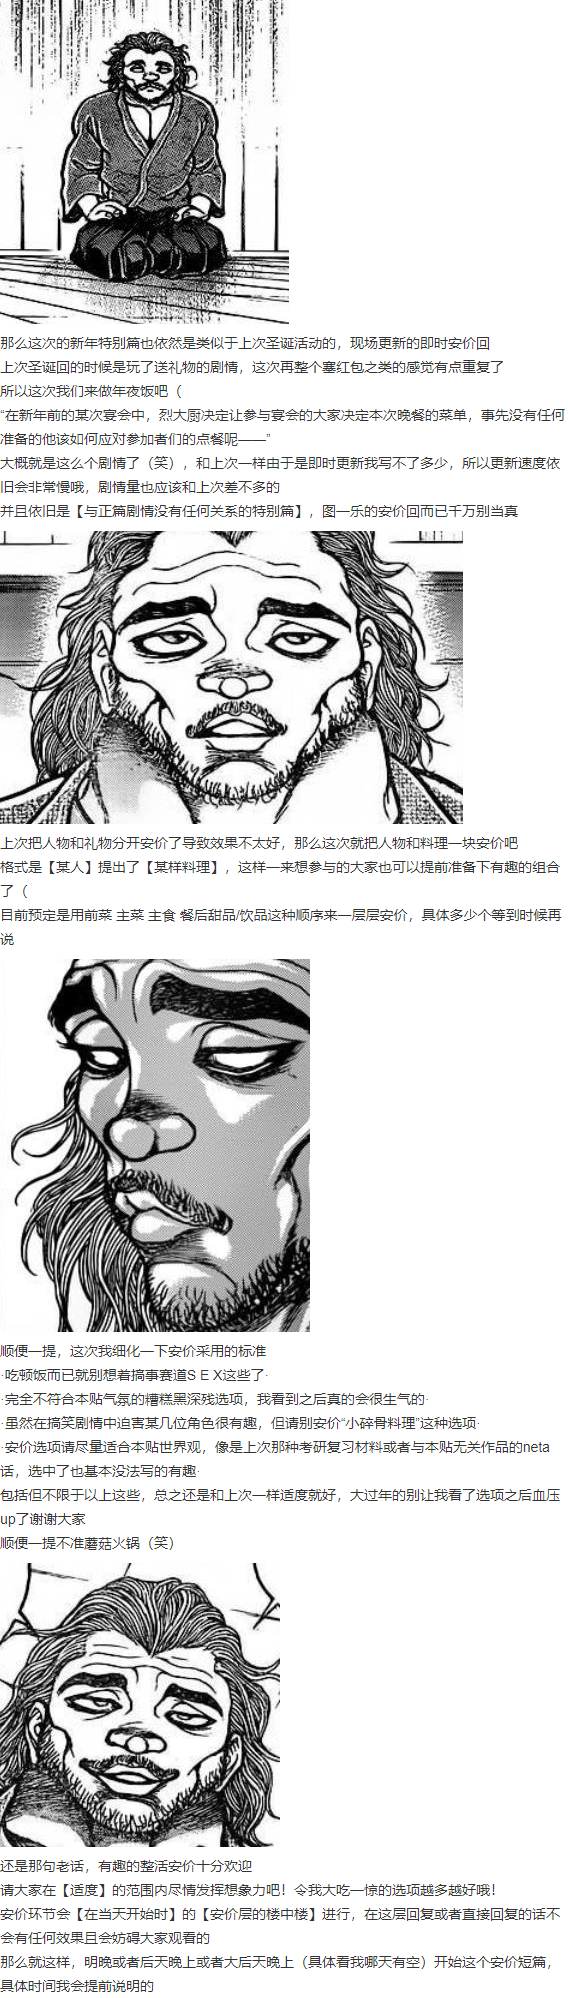 那么这次的新年特别篇也依然是类似于上次圣诞活动的，现场更新的即时安价回
上次圣诞回的时候是玩了送礼物的剧情，这次再整个塞红包之类的感觉有点重复了
所以这次我们来做年夜饭吧（
“在新年前的某次宴会中，烈大厨决定让参与宴会的大家决定本次晚餐的菜单，事先没有任何
准备的他该如何应对参加者们的点餐呢——”
大概就是这么个剧情了（笑），和上次一样由于是即时更新我写不了多少，所以更新速度依
旧会非常慢哦，剧情量也应该和上次差不多的
并且依旧是【与正篇剧情没有任何关系的特别篇】，图一乐的安价回而已千万别当真
上次把人物和礼物分开安价了导致效果不太好，那么这次就把人物和料理一块安价吧
格式是【某人】提出了【某样料理】，这样一来想参与的大家也可以提前准备下有趣的组合
了（
目前预定是用前菜 主菜 主食 餐后甜品/饮品这种顺序来一层层安价，具体多少个等到时候再
说
顺便一提，这次我细化一下安价采用的标准
·吃顿饭而已就别想着搞事赛道S E X这些了·
·完全不符合本贴气氛的糟糕黑深残选项，我看到之后真的会很生气的·
·虽然在搞笑剧情中迫害某几位角色很有趣，但请别安价“小碎骨料理”这种选项·
·安价选项请尽量适合本贴世界观，像是上次那种考研复习材料或者与本贴无关作品的neta
话，选中了也基本没法写的有趣·
包括但不限于以上这些，总之还是和上次一样适度就好，大过年的别让我看了选项之后血压
up了谢谢大家
顺便一提不准蘑菇火锅（笑）
还是那句老话，有趣的整活安价十分欢迎
请大家在【适度】的范围内尽情发挥想象力吧！令我大吃一惊的选项越多越好哦！
安价环节会【在当天开始时】的【安价层的楼中楼】进行，在这层回复或者直接回复的话不
会有任何效果且会妨碍大家观看的
那么就这样，明晚或者后天晚上或者大后天晚上（具体看我哪天有空）开始这个安价短篇，
具体时间我会提前说明的